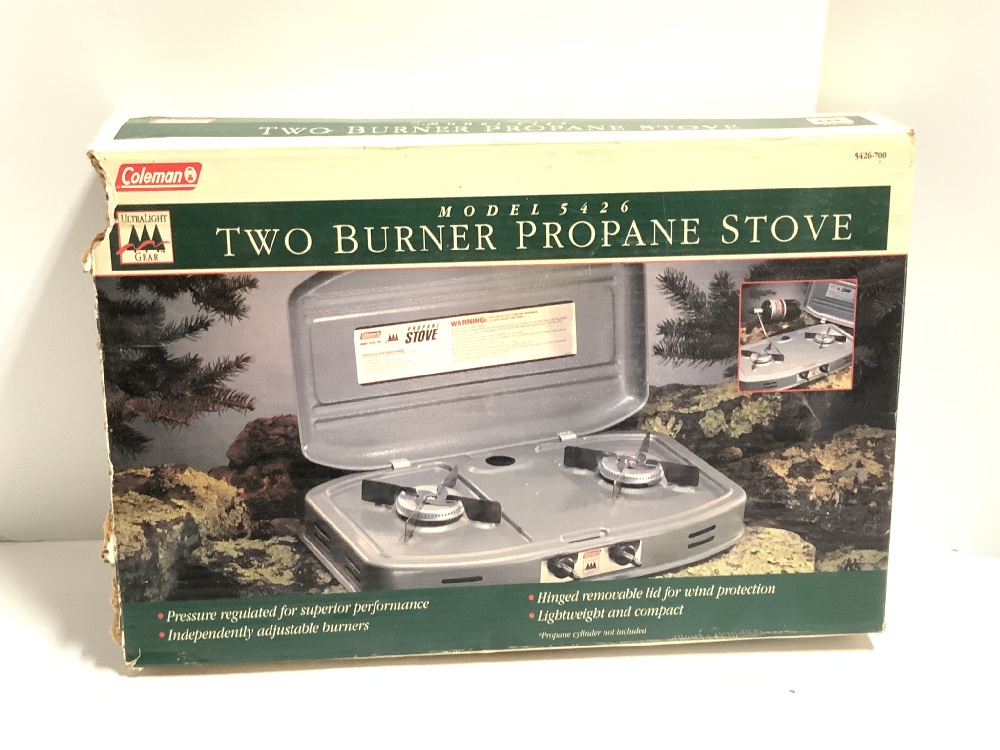 TWO BURNER PROPANE STOVE
5426-700
Coleman
MODEL 5426
TWO BURNER PROPANE STOVE
ULTRALIGHT
GEAR
Coleman
PROPANE
STOVE
WARNING:
• Pressure regulated for superior performance
• Independently adjustable burners
• Hinged removable lid for wind protection
• Lightweight and compact
*Propane cylinder not included